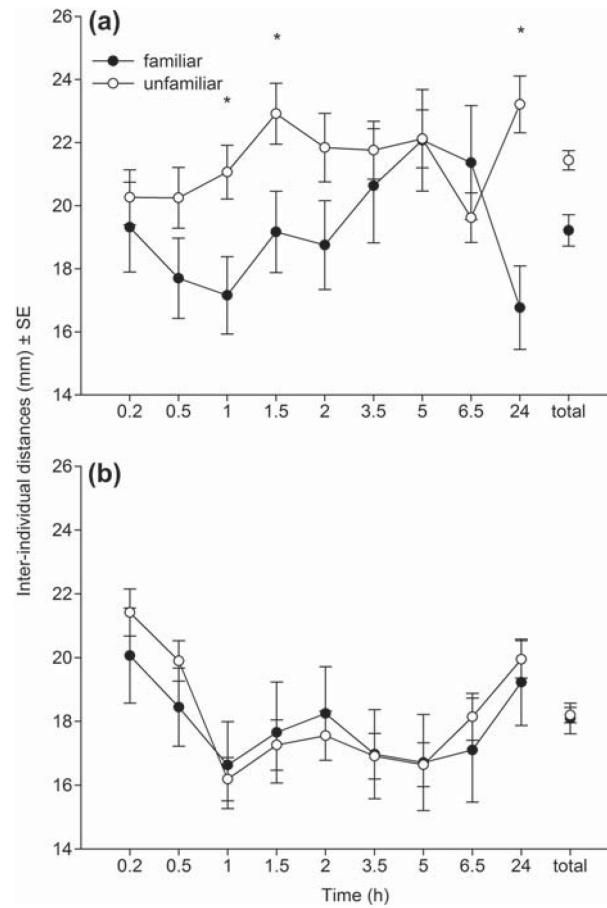 26
(a)
*
*
familiar
24
unfamiliar
*
22
20
18
16
14
0.2 0.5 1 1.5 2 3.5 5 6.5 24 total
Inter-individual distances (mm) ± SE
26
(b)
24
22
20
18
16
14
0.2 0.5 1 1.5 2 3.5 5 6.5 24 total
Time (h)